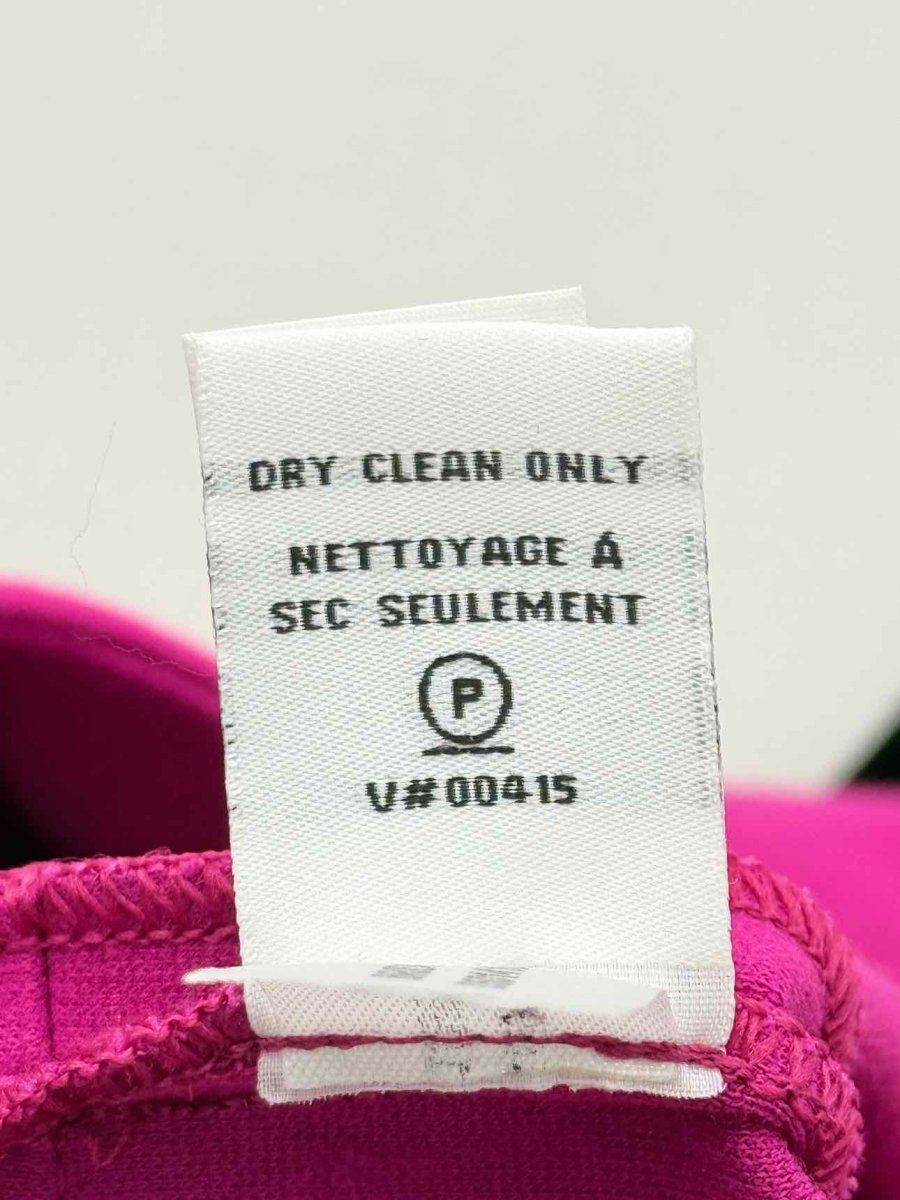 DRY CLEAN ONLY
NETTOYAGE Á
SEC SEULEMENT
P
V#00415